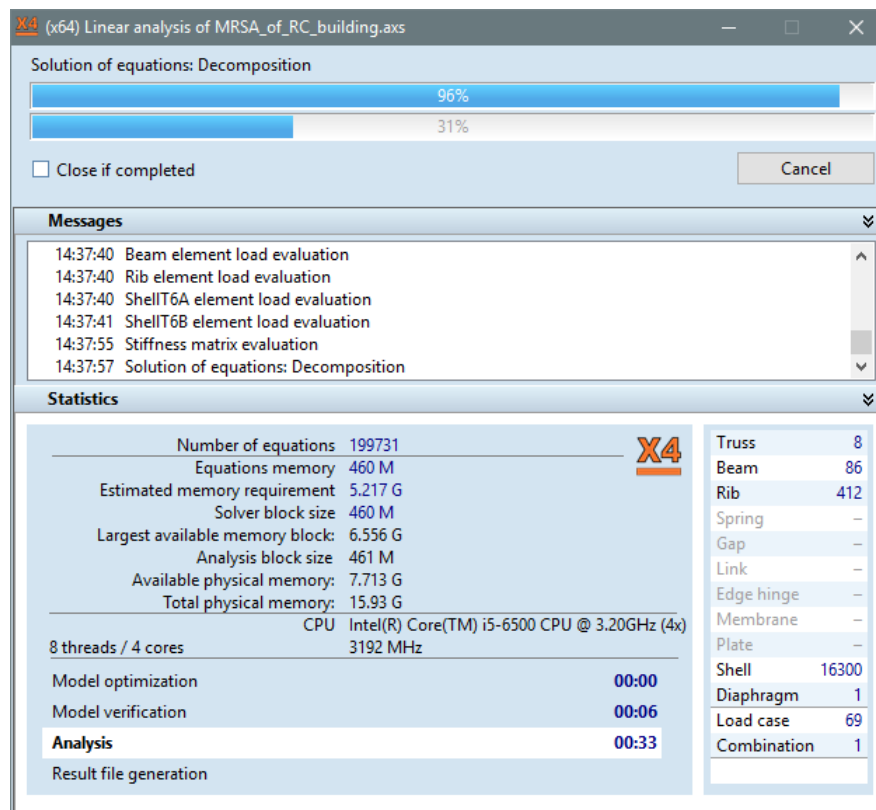 X4 (x64) Linear analysis of MRSA_of_RC_building.axs
Solution of equations: Decomposition
96%
31%
Close if completed
Cancel
Messages
14:37:40 Beam element load evaluation
14:37:40 Rib element load evaluation
14:37:40 ShellT6A element load evaluation
14:37:41 ShellT6B element load evaluation
14:37:55 Stiffness matrix evaluation
14:37:57 Solution of equations: Decomposition
Statistics
Number of equations 199731
Equations memory 460 M
Estimated memory requirement 5.217 G
Solver block size 460 M
Largest available memory block: 6.556 G
Analysis block size 461 M
Available physical memory: 7.713 G
Total physical memory: 15.93 G
CPU Intel(R) Core(TM) i5-6500 CPU @ 3.20GHz (4x)
8 threads / 4 cores 3192 MHz
X4
Model optimization 00:00
Model verification 00:06
Analysis 00:33
Result file generation
Truss 8
Beam 86
Rib 412
Spring –
Gap –
Link –
Edge hinge –
Membrane –
Plate –
Shell 16300
Diaphragm 1
Load case 69
Combination 1